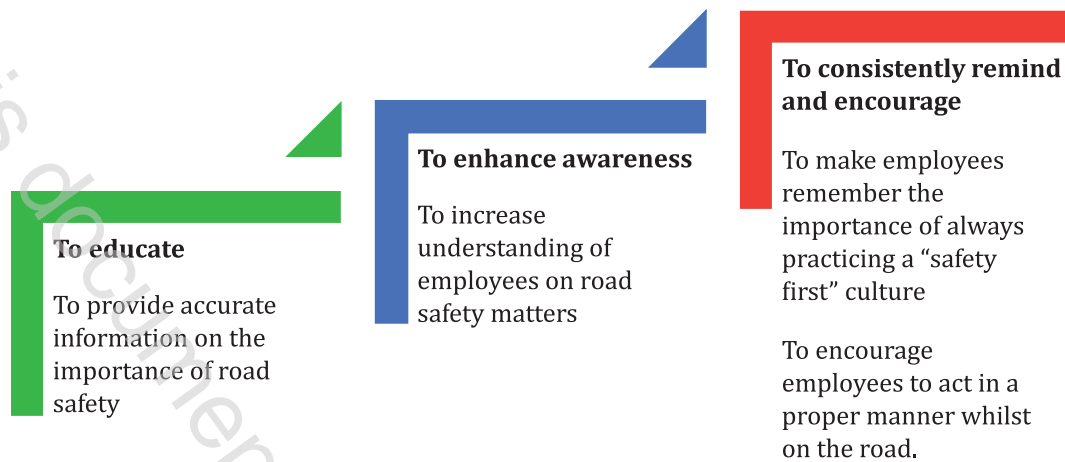 To educate
To provide accurate
information on the
importance of road
safety
To enhance awareness
To increase
understanding of
employees on road
safety matters
To consistently remind
and encourage
To make employees
remember the
importance of always
practicing a “safety
first” culture
To encourage
employees to act in a
proper manner whilst
on the road.
is documen